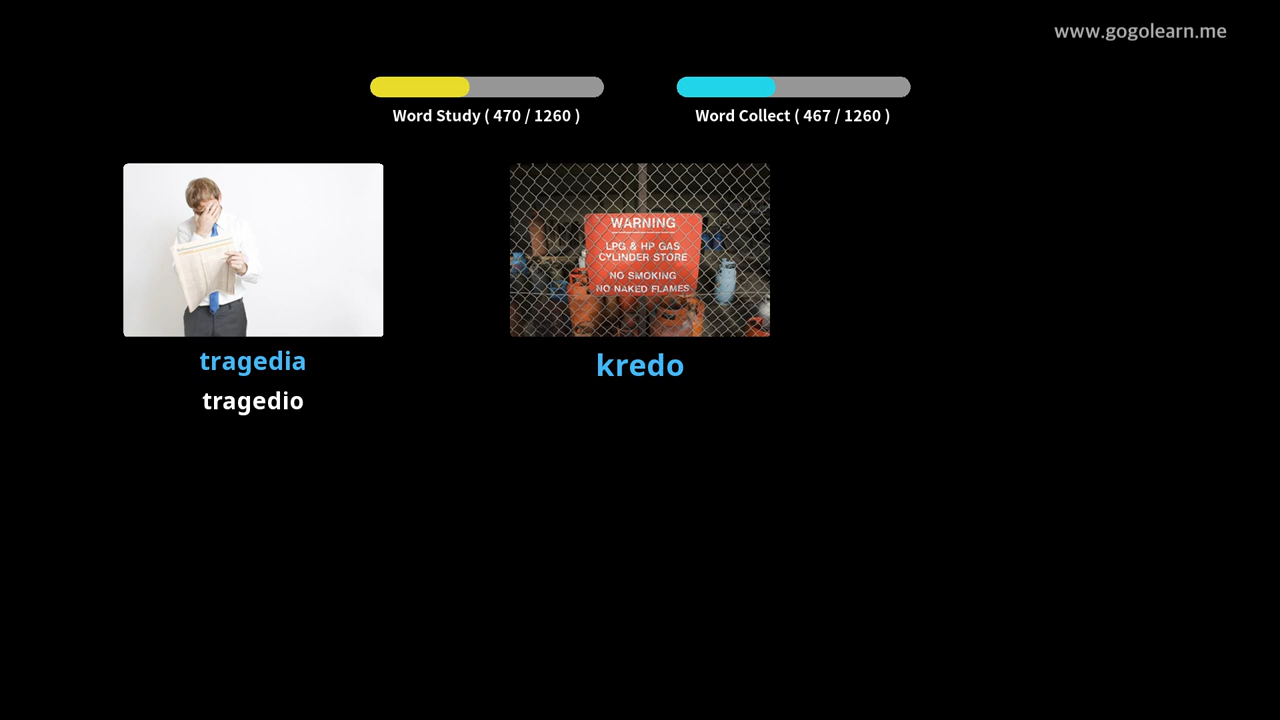 www.gogolearn.me
Word Study ( 470 / 1260 )
Word Collect ( 467 / 1260 )
WARNING
LPG & HP GAS
CYLINDER STORE
NO SMOKING
NO NAKED FLAMES
tragedia
kredo
tragedio